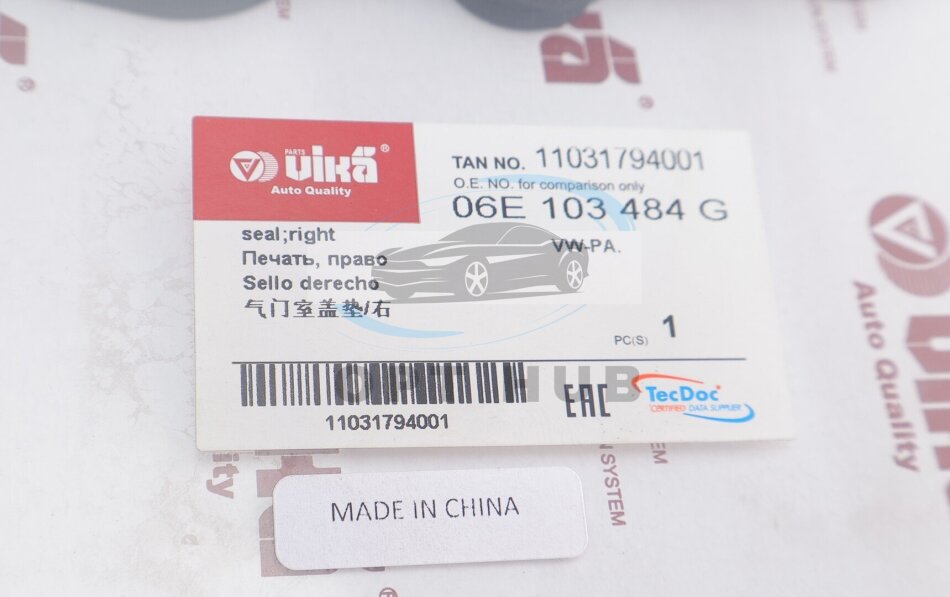 PARTS
vika®
Auto Quality
TAN NO. 11031794001
O.E. NO. for comparison only
06E 103 484 G
VW-PA.
seal;right
Печать, право
Sello derecho
气门室盖垫/右
PC(S) 1
OPTIHUB
11031794001
EAC
TecDoc
CERTIFIED DATA SUPPLIER
MADE IN CHINA
Auto Quality
SYSTEM